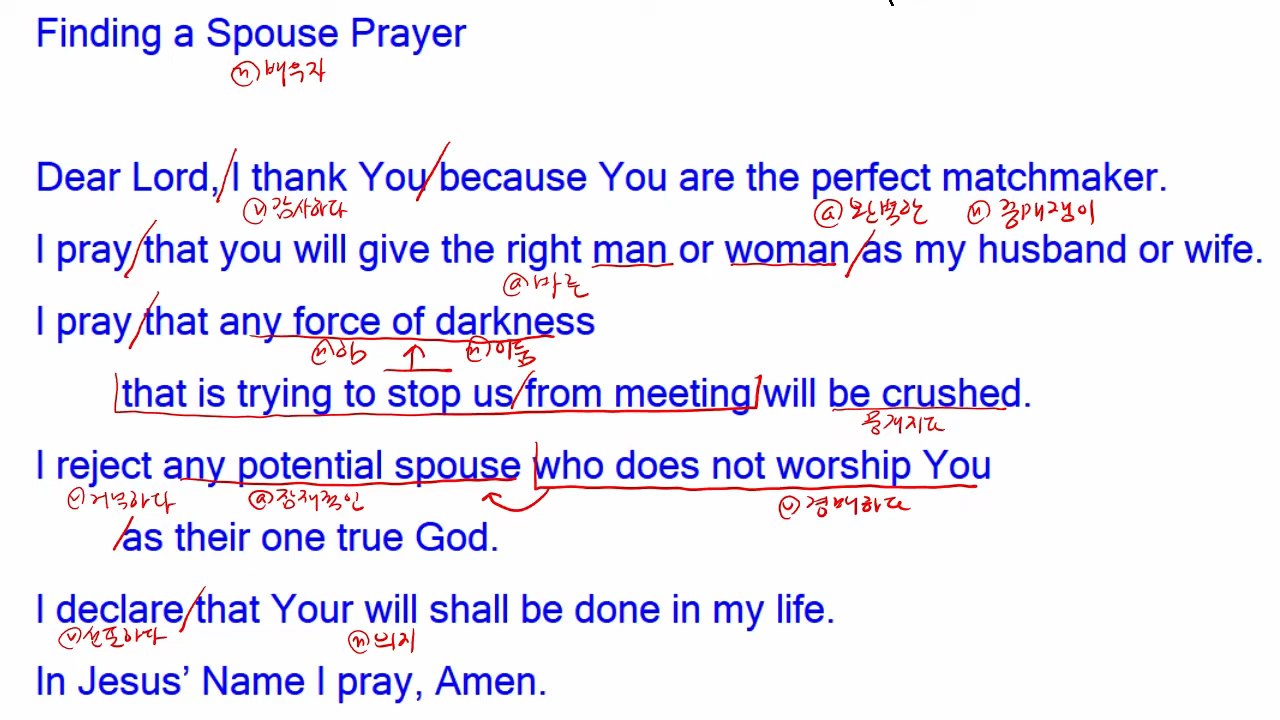 Finding a Spouse Prayer
ⓝ배우자
Dear Lord, I thank You because You are the perfect matchmaker.
ⓥ감사하다 ⓐ완벽한 ⓝ중매쟁이
I pray that you will give the right man or woman as my husband or wife.
ⓐ바른
I pray that any force of darkness
ⓝ힘 ⓝ어둠
that is trying to stop us from meeting will be crushed.
뭉개지다
I reject any potential spouse who does not worship You
ⓥ거부하다 ⓐ잠재적인 ⓥ경배하다
as their one true God.
I declare that Your will shall be done in my life.
ⓥ선포하다 ⓝ의지
In Jesus’ Name I pray, Amen.